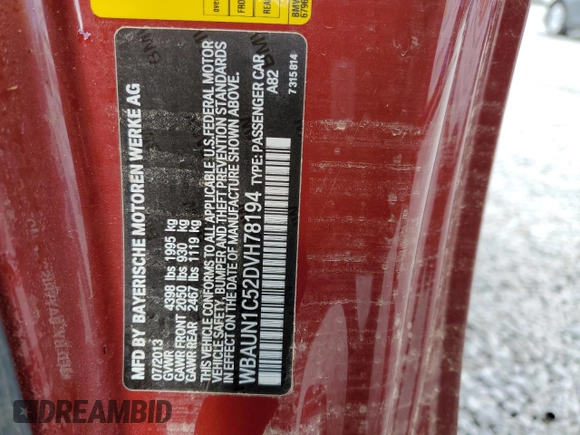 MFD BY BAYERISCHE MOTOREN WERKE AG
07/2013
GVWR 4398 lbs 1995 kg
GAWR FRONT 2050 lbs 930 kg
GAWR REAR 2467 lbs 1119 kg
THIS VEHICLE CONFORMS TO ALL APPLICABLE U.S. FEDERAL MOTOR
VEHICLE SAFETY, BUMPER AND THEFT PREVENTION STANDARDS
IN EFFECT ON THE DATE OF MANUFACTURE SHOWN ABOVE.
WBAUN1C52DVH78194 TYPE: PASSENGER CAR
A82
7 315 814
FRO
REA
BMW
DREAMBID